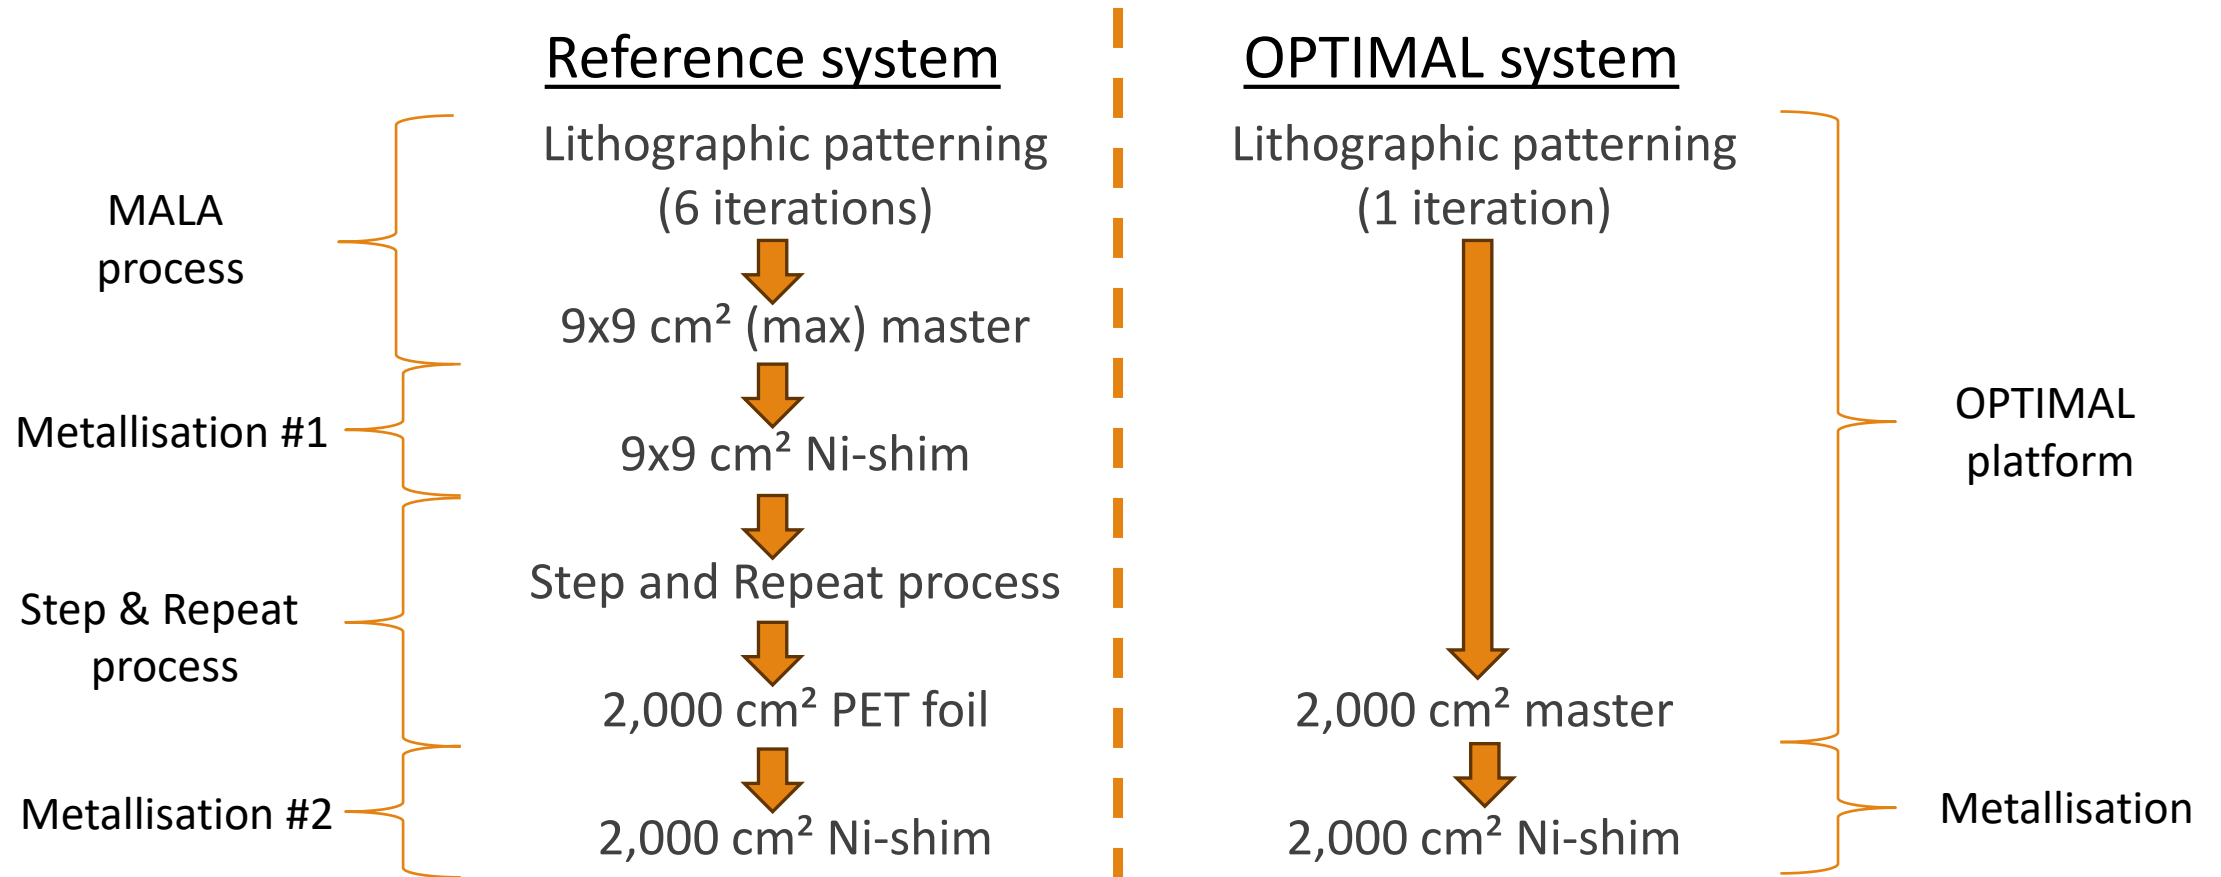 Reference system
OPTIMAL system
MALA
process
Metallisation #1
Step & Repeat
process
Metallisation #2
Lithographic patterning
(6 iterations)
9x9 cm² (max) master
9x9 cm² Ni-shim
Step and Repeat process
2,000 cm² PET foil
2,000 cm² Ni-shim
Lithographic patterning
(1 iteration)
2,000 cm² master
2,000 cm² Ni-shim
OPTIMAL
platform
Metallisation